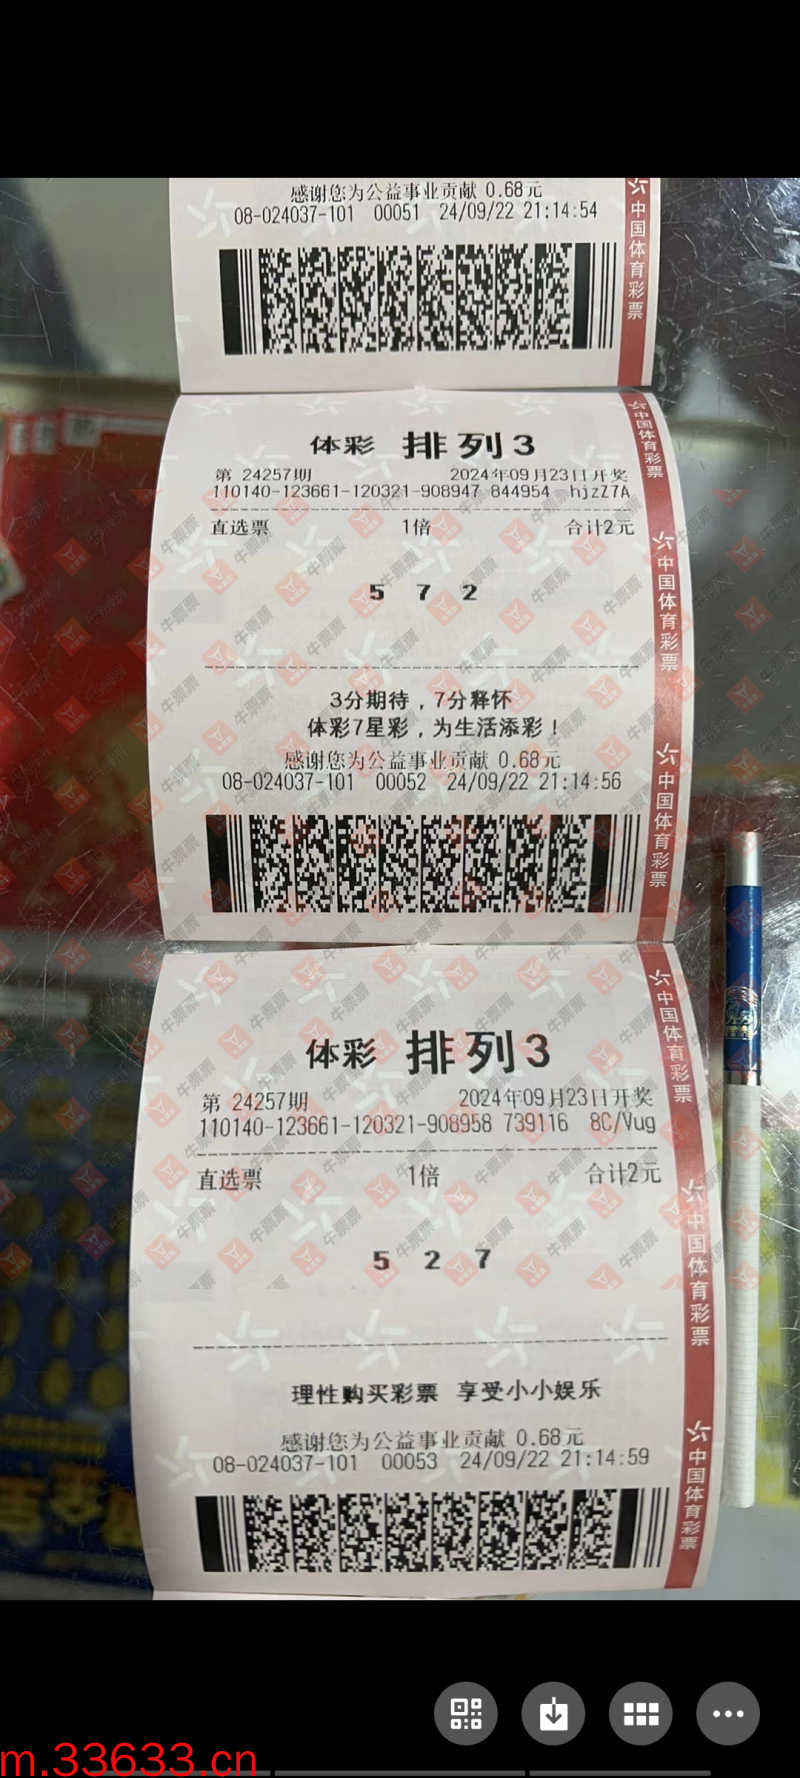 感谢您为公益事业贡献 0.68元
08-024037-101 00051 24/09/22 21:14:54
中国体育彩票
体彩 排列3
第 24257期 2024年09月23日开奖
110140-123661-120321-908947 844954 hjzZ7A
直选票 1倍 合计2元
5 7 2
3分期待，7分释怀
体彩7星彩，为生活添彩！
感谢您为公益事业贡献 0.68元
08-024037-101 00052 24/09/22 21:14:56
中国体育彩票
中国体育彩票
中国体育彩票
体彩 排列3
第 24257期 2024年09月23日开奖
110140-123661-120321-908958 739116 8C/Vug
直选票 1倍 合计2元
5 2 7
理性购买彩票 享受小小娱乐
感谢您为公益事业贡献 0.68元
08-024037-101 00053 24/09/22 21:14:59
中国体育彩票
中国体育彩票
中国体育彩票
牛票票
m.33633.cn